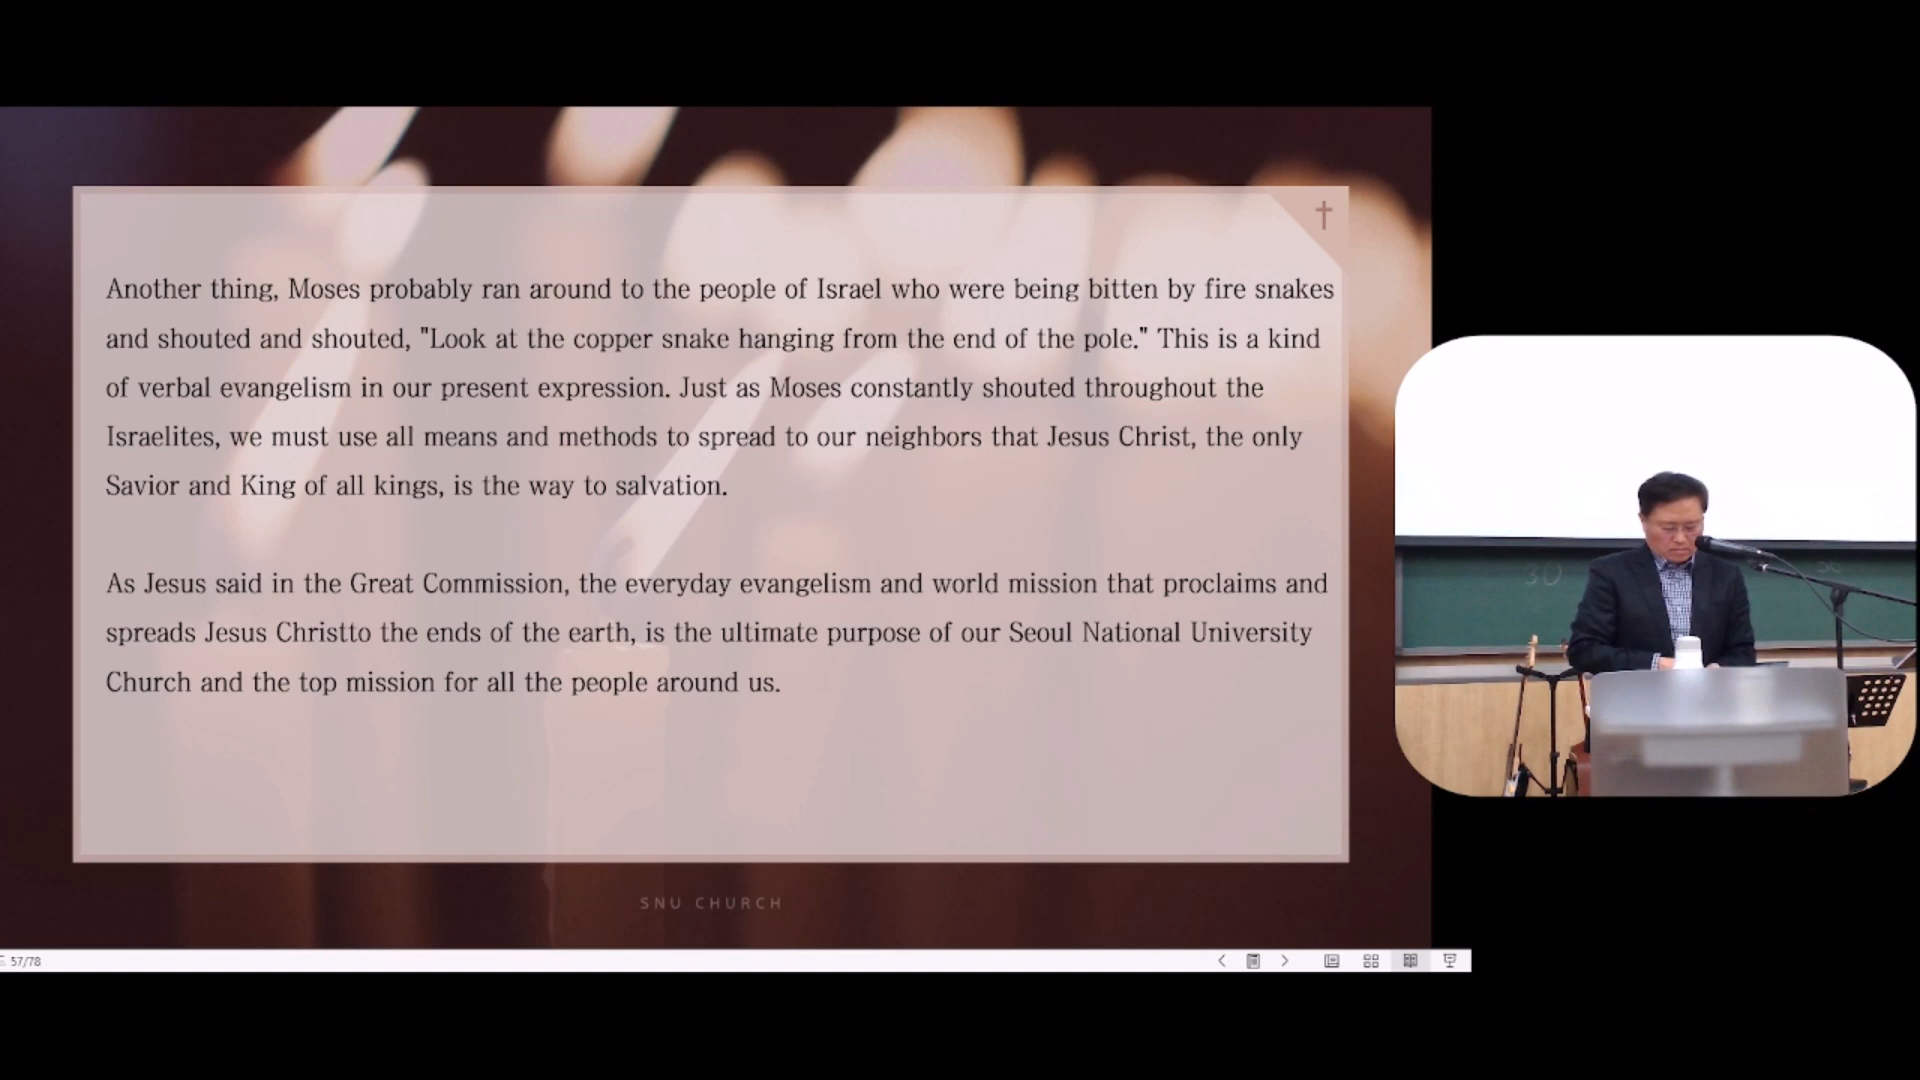 Another thing, Moses probably ran around to the people of Israel who were being bitten by fire snakes
and shouted and shouted, "Look at the copper snake hanging from the end of the pole." This is a kind
of verbal evangelism in our present expression. Just as Moses constantly shouted throughout the
Israelites, we must use all means and methods to spread to our neighbors that Jesus Christ, the only
Savior and King of all kings, is the way to salvation.
As Jesus said in the Great Commission, the everyday evangelism and world mission that proclaims and
spreads Jesus Christto the ends of the earth, is the ultimate purpose of our Seoul National University
Church and the top mission for all the people around us.
30
SNU CHURCH
57/78